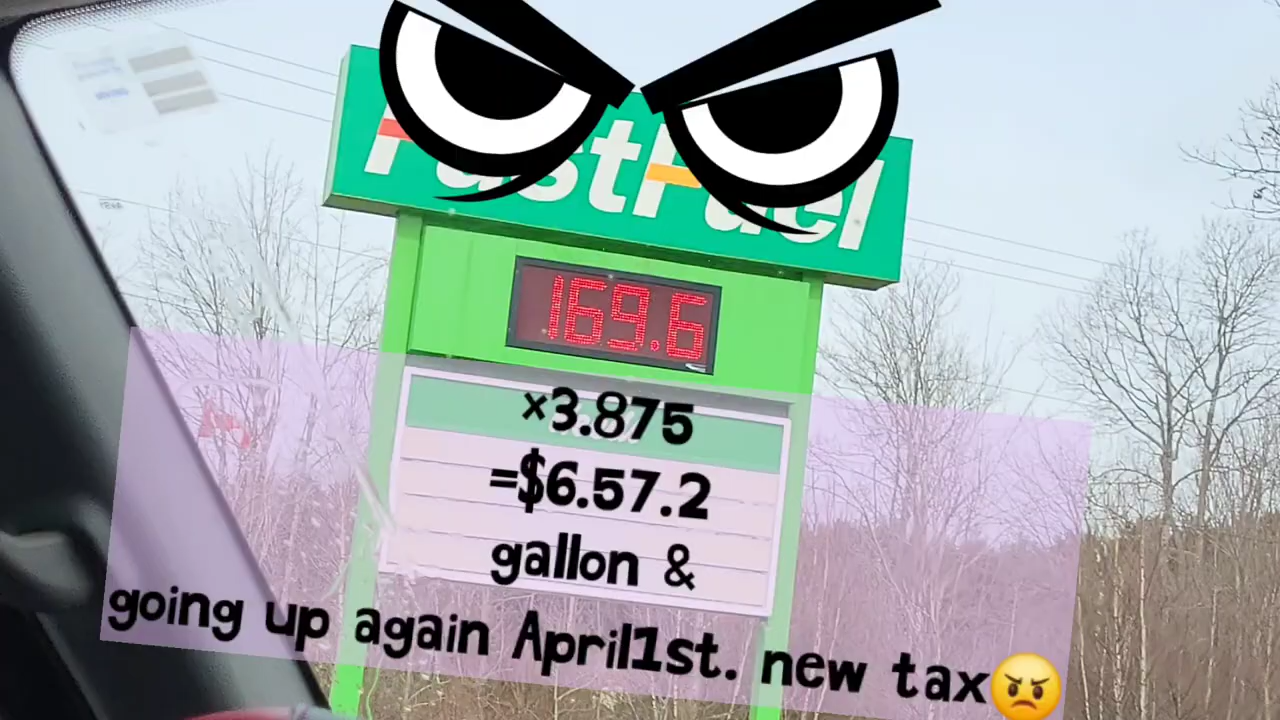 FastFuel
169.6
×3.875
=$6.57.2
gallon &
going up again April1st. new tax😠